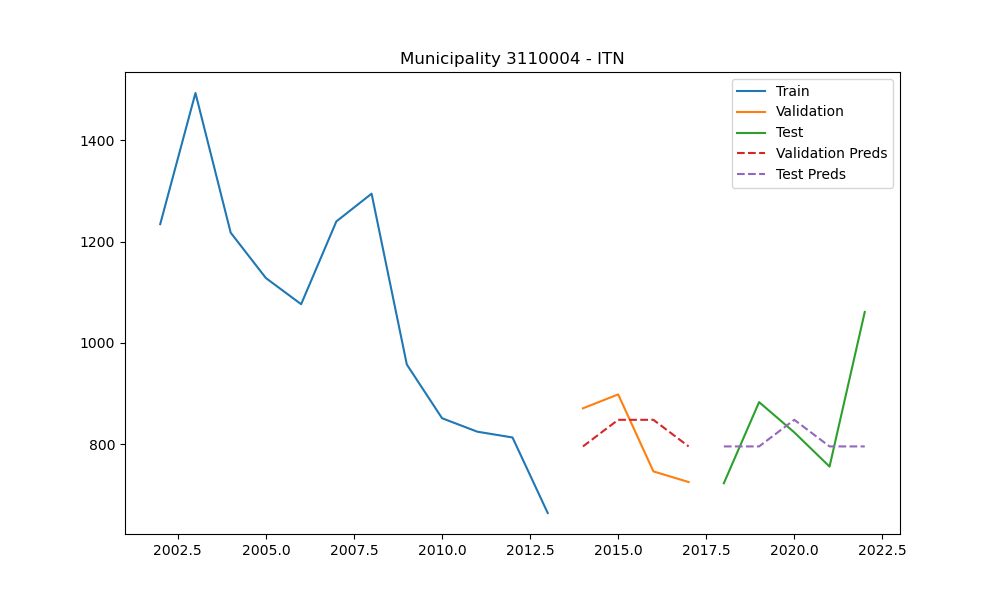 Municipality 3110004 - ITN
Train
Validation
Test
Validation Preds
Test Preds
1400
1200
1000
800
2002.5 2005.0 2007.5 2010.0 2012.5 2015.0 2017.5 2020.0 2022.5